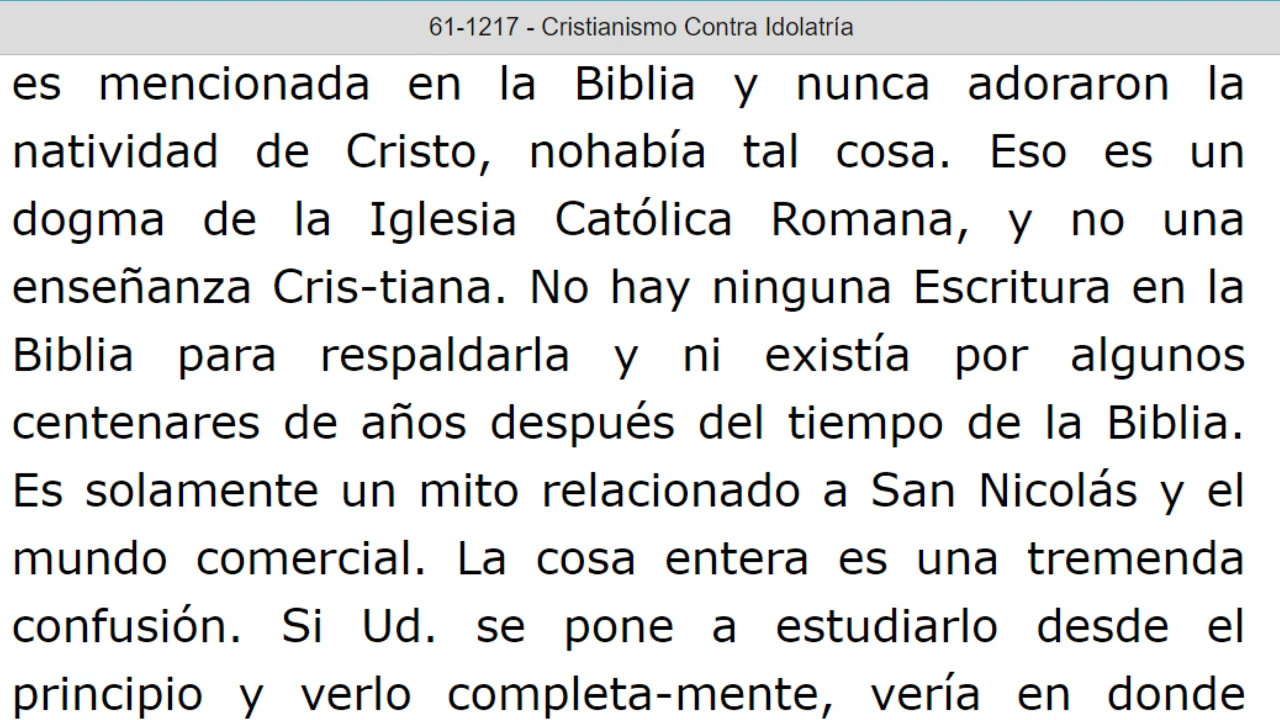 61-1217 - Cristianismo Contra Idolatría
es mencionada en la Biblia y nunca adoraron la
natividad de Cristo, nohabía tal cosa. Eso es un
dogma de la Iglesia Católica Romana, y no una
enseñanza Cris-tiana. No hay ninguna Escritura en la
Biblia para respaldarla y ni existía por algunos
centenares de años después del tiempo de la Biblia.
Es solamente un mito relacionado a San Nicolás y el
mundo comercial. La cosa entera es una tremenda
confusión. Si Ud. se pone a estudiarlo desde el
principio y verlo completa-mente, vería en donde